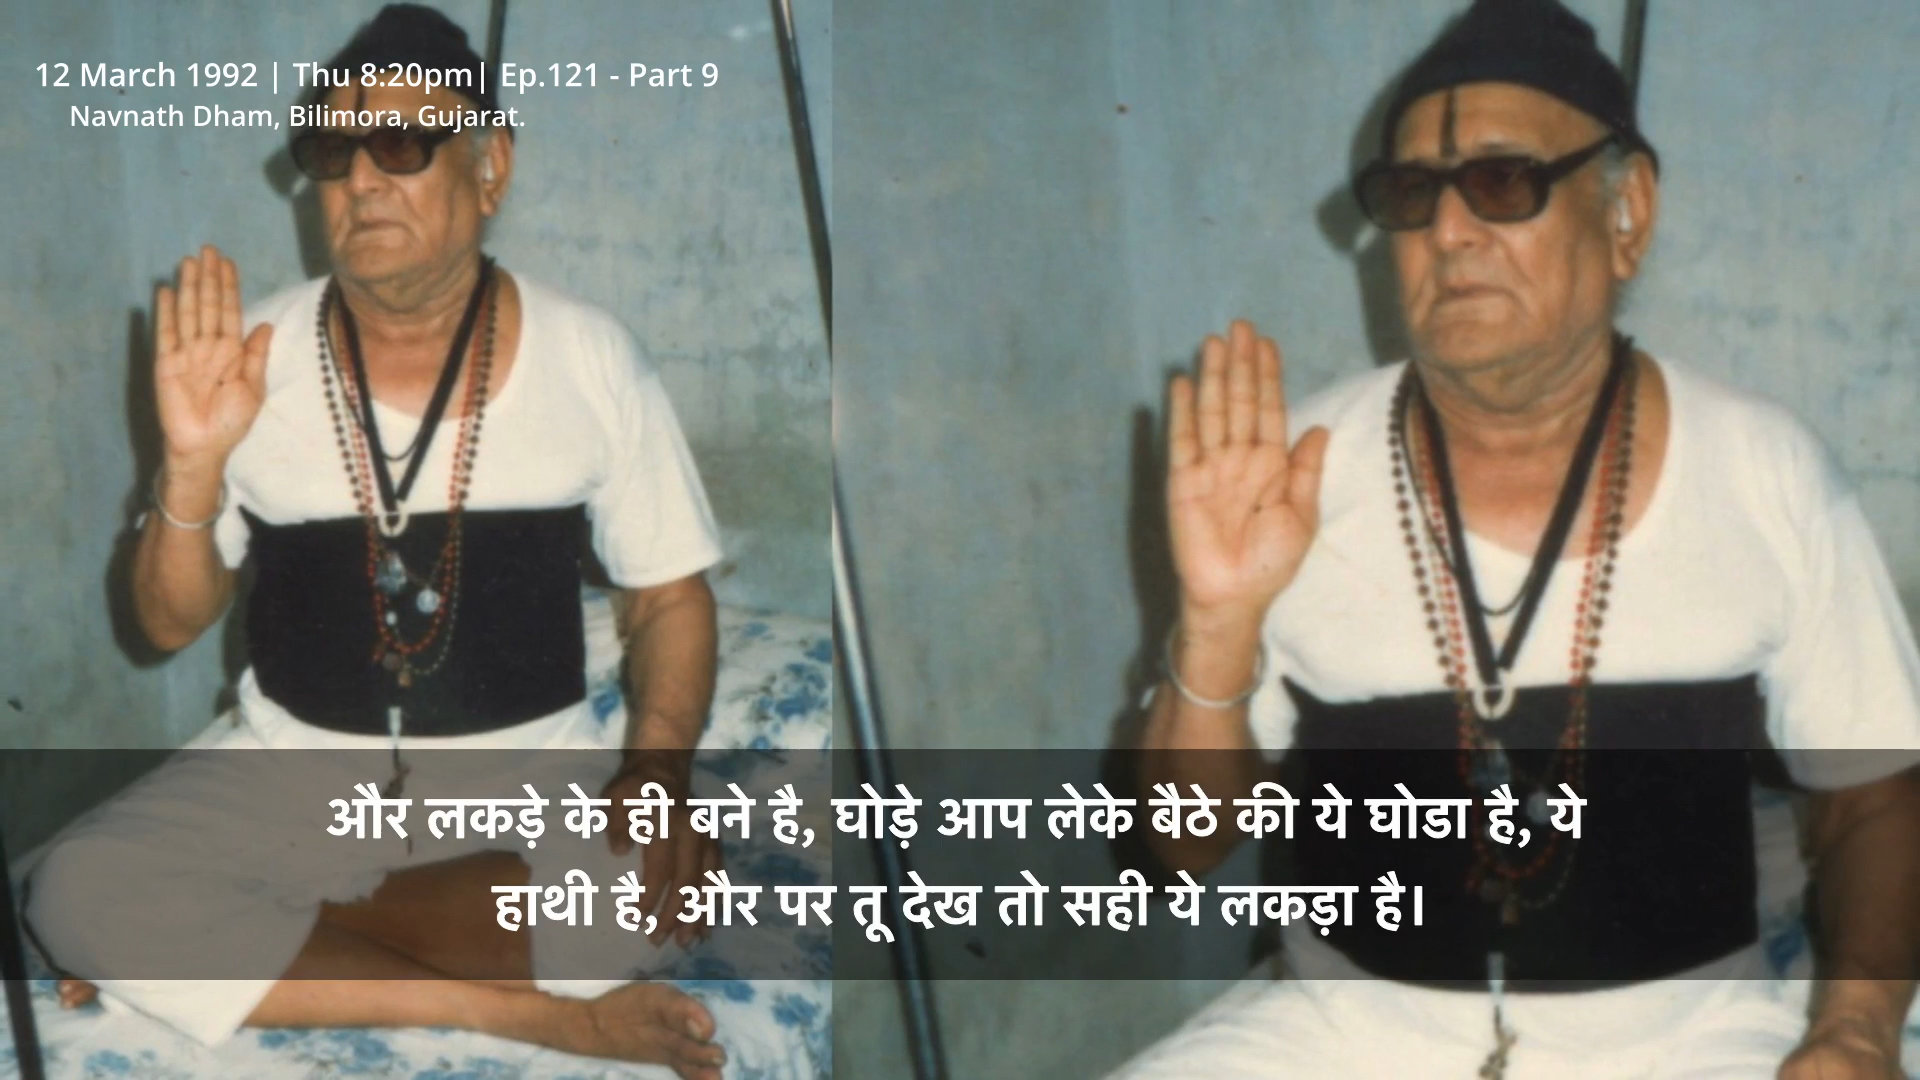 12 March 1992 | Thu 8:20pm| Ep.121 - Part 9
Navnath Dham, Bilimora, Gujarat.
और लकड़े के ही बने है, घोड़े आप लेके बैठे की ये घोडा है, ये
हाथी है, और पर तू देख तो सही ये लकड़ा है।